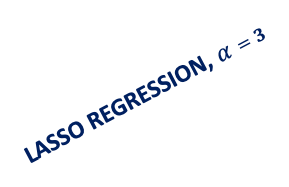 LASSO REGRESSION, α = 3